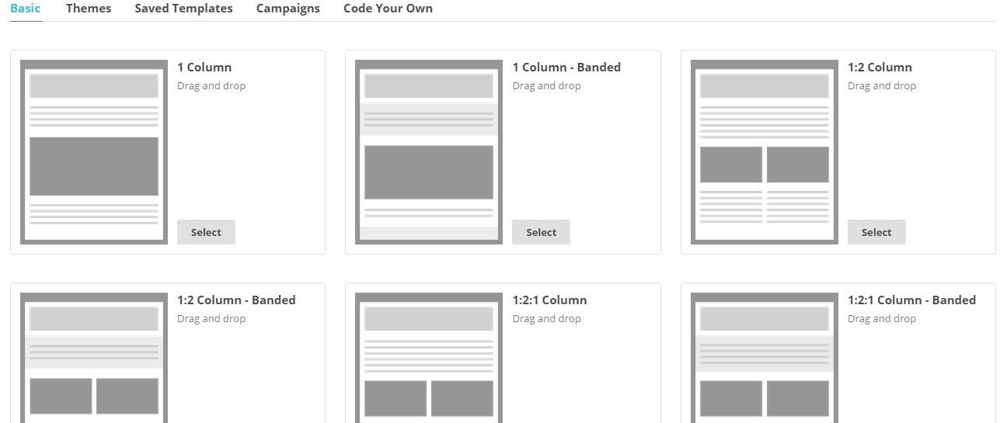 Basic Themes Saved Templates Campaigns Code Your Own
1 Column
Drag and drop
Select
1 Column - Banded
Drag and drop
Select
1:2 Column
Drag and drop
Select
1:2 Column - Banded
Drag and drop
1:2:1 Column
Drag and drop
1:2:1 Column - Banded
Drag and drop